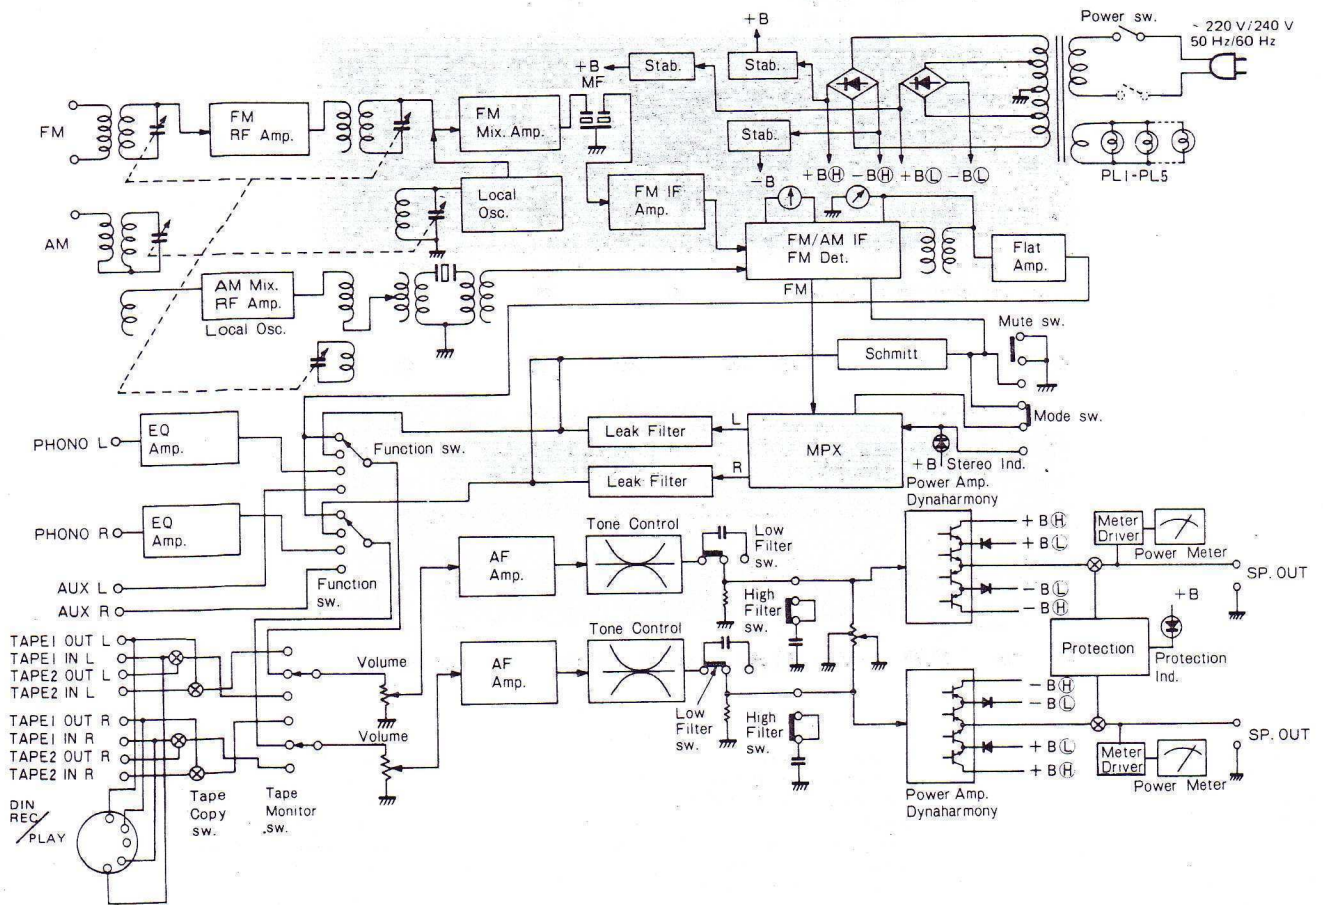 Power sw.
~ 220 V/240 V
50 Hz/60 Hz
+B
Stab.
+B
Stab.
MF
FM
FM
RF Amp.
FM
Mix. Amp.
Stab.
-B
+BⒽ
-BⒽ
+BⓁ
-BⓁ
PL1-PL5
Local
Osc.
FM IF
Amp.
AM
FM/AM IF
FM Det.
Flat
Amp.
AM Mix.
RF Amp.
Local Osc.
FM
Mute sw.
Schmitt
Mode sw.
PHONO L
EQ
Amp.
Function sw.
Leak Filter
L
MPX
R
Leak Filter
+B
Stereo Ind.
Power Amp.
Dynaharmony
PHONO R
EQ
Amp.
Function
sw.
AUX L
AUX R
AF
Amp.
Tone Control
Low
Filter
sw.
High
Filter
sw.
+BⒽ
+BⓁ
-BⓁ
-BⒽ
Meter
Driver
Power Meter
SP. OUT
+B
Protection
Protection
Ind.
TAPE1 OUT L
TAPE1 IN L
TAPE2 OUT L
TAPE2 IN L
TAPE1 OUT R
TAPE1 IN R
TAPE2 OUT R
TAPE2 IN R
Volume
Volume
AF
Amp.
Tone Control
Low
Filter
sw.
High
Filter
sw.
-BⒽ
-BⓁ
+BⓁ
+BⒽ
Meter
Driver
Power Meter
SP. OUT
Power Amp.
Dynaharmony
Tape
Copy
sw.
Tape
Monitor
sw.
DIN
REC
/PLAY